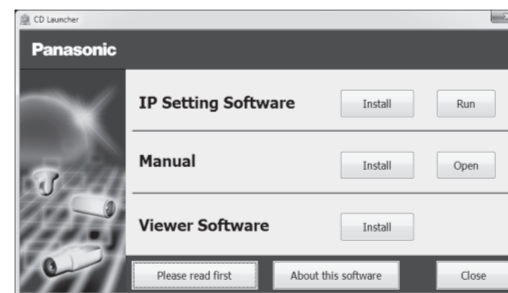 CD Launcher
Panasonic
IP Setting Software Install Run
Manual Install Open
Viewer Software Install
Please read first About this software Close